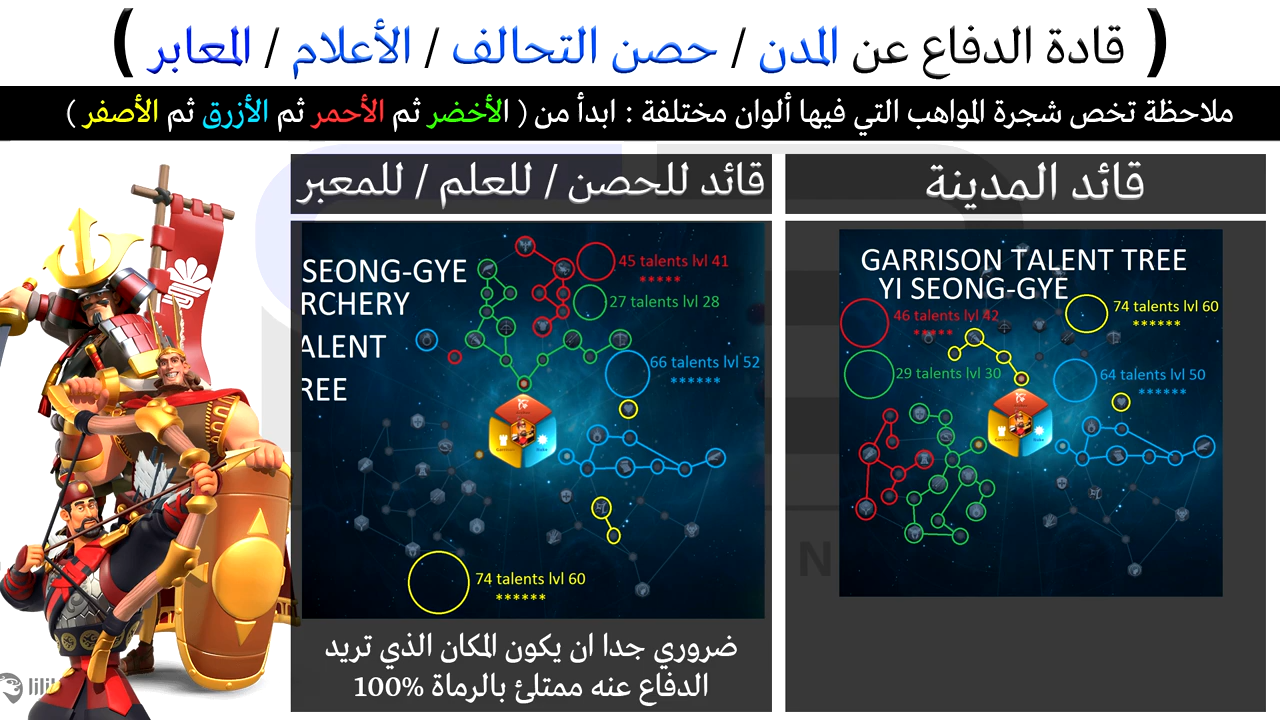 ( قادة الدفاع عن المدن / حصن التحالف / الأعلام / المعابر )
ملاحظة تخص شجرة المواهب التي فيها ألوان مختلفة : ابدأ من ( الأخضر ثم الأحمر ثم الأزرق ثم الأصفر )
قائد المدينة
GARRISON TALENT TREE
YI SEONG-GYE
74 talents lvl 60
******
46 talents lvl 42
*****
29 talents lvl 30
64 talents lvl 50
******
قائد للحصن / للعلم / للمعبر
SEONG-GYE
RCHERY
ALENT
REE
45 talents lvl 41
*****
27 talents lvl 28
66 talents lvl 52
******
74 talents lvl 60
******
ضروري جدا ان يكون المكان الذي تريد
الدفاع عنه ممتلئ بالرماة %100